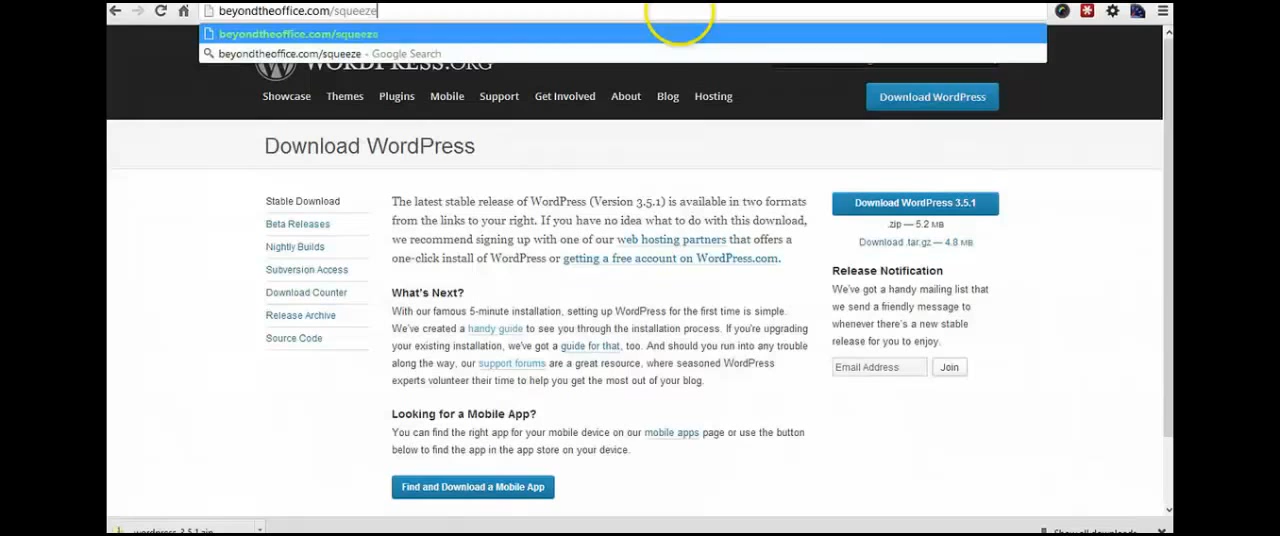 beyondtheoffice.com/squeeze
beyondtheoffice.com/squeeze
beyondtheoffice.com/squeeze - Google Search
WORDPRESS.ORG
Showcase Themes Plugins Mobile Support Get Involved About Blog Hosting Download WordPress
Download WordPress
Stable Download
Beta Releases
Nightly Builds
Subversion Access
Download Counter
Release Archive
Source Code
The latest stable release of WordPress (Version 3.5.1) is available in two formats
from the links to your right. If you have no idea what to do with this download,
we recommend signing up with one of our web hosting partners that offers a
one-click install of WordPress or getting a free account on WordPress.com.
What's Next?
With our famous 5-minute installation, setting up WordPress for the first time is simple.
We've created a handy guide to see you through the installation process. If you're upgrading
your existing installation, we've got a guide for that, too. And should you run into any trouble
along the way, our support forums are a great resource, where seasoned WordPress
experts volunteer their time to help you get the most out of your blog.
Looking for a Mobile App?
You can find the right app for your mobile device on our mobile apps page or use the button
below to find the app in the app store on your device.
Find and Download a Mobile App
Download WordPress 3.5.1
.zip — 5.2 MB
Download .tar.gz — 4.8 MB
Release Notification
We've got a handy mailing list that
we send a friendly message to
whenever there's a new stable
release for you to enjoy.
Email Address Join
wordpress-3.5.1.zip
Show all downloads